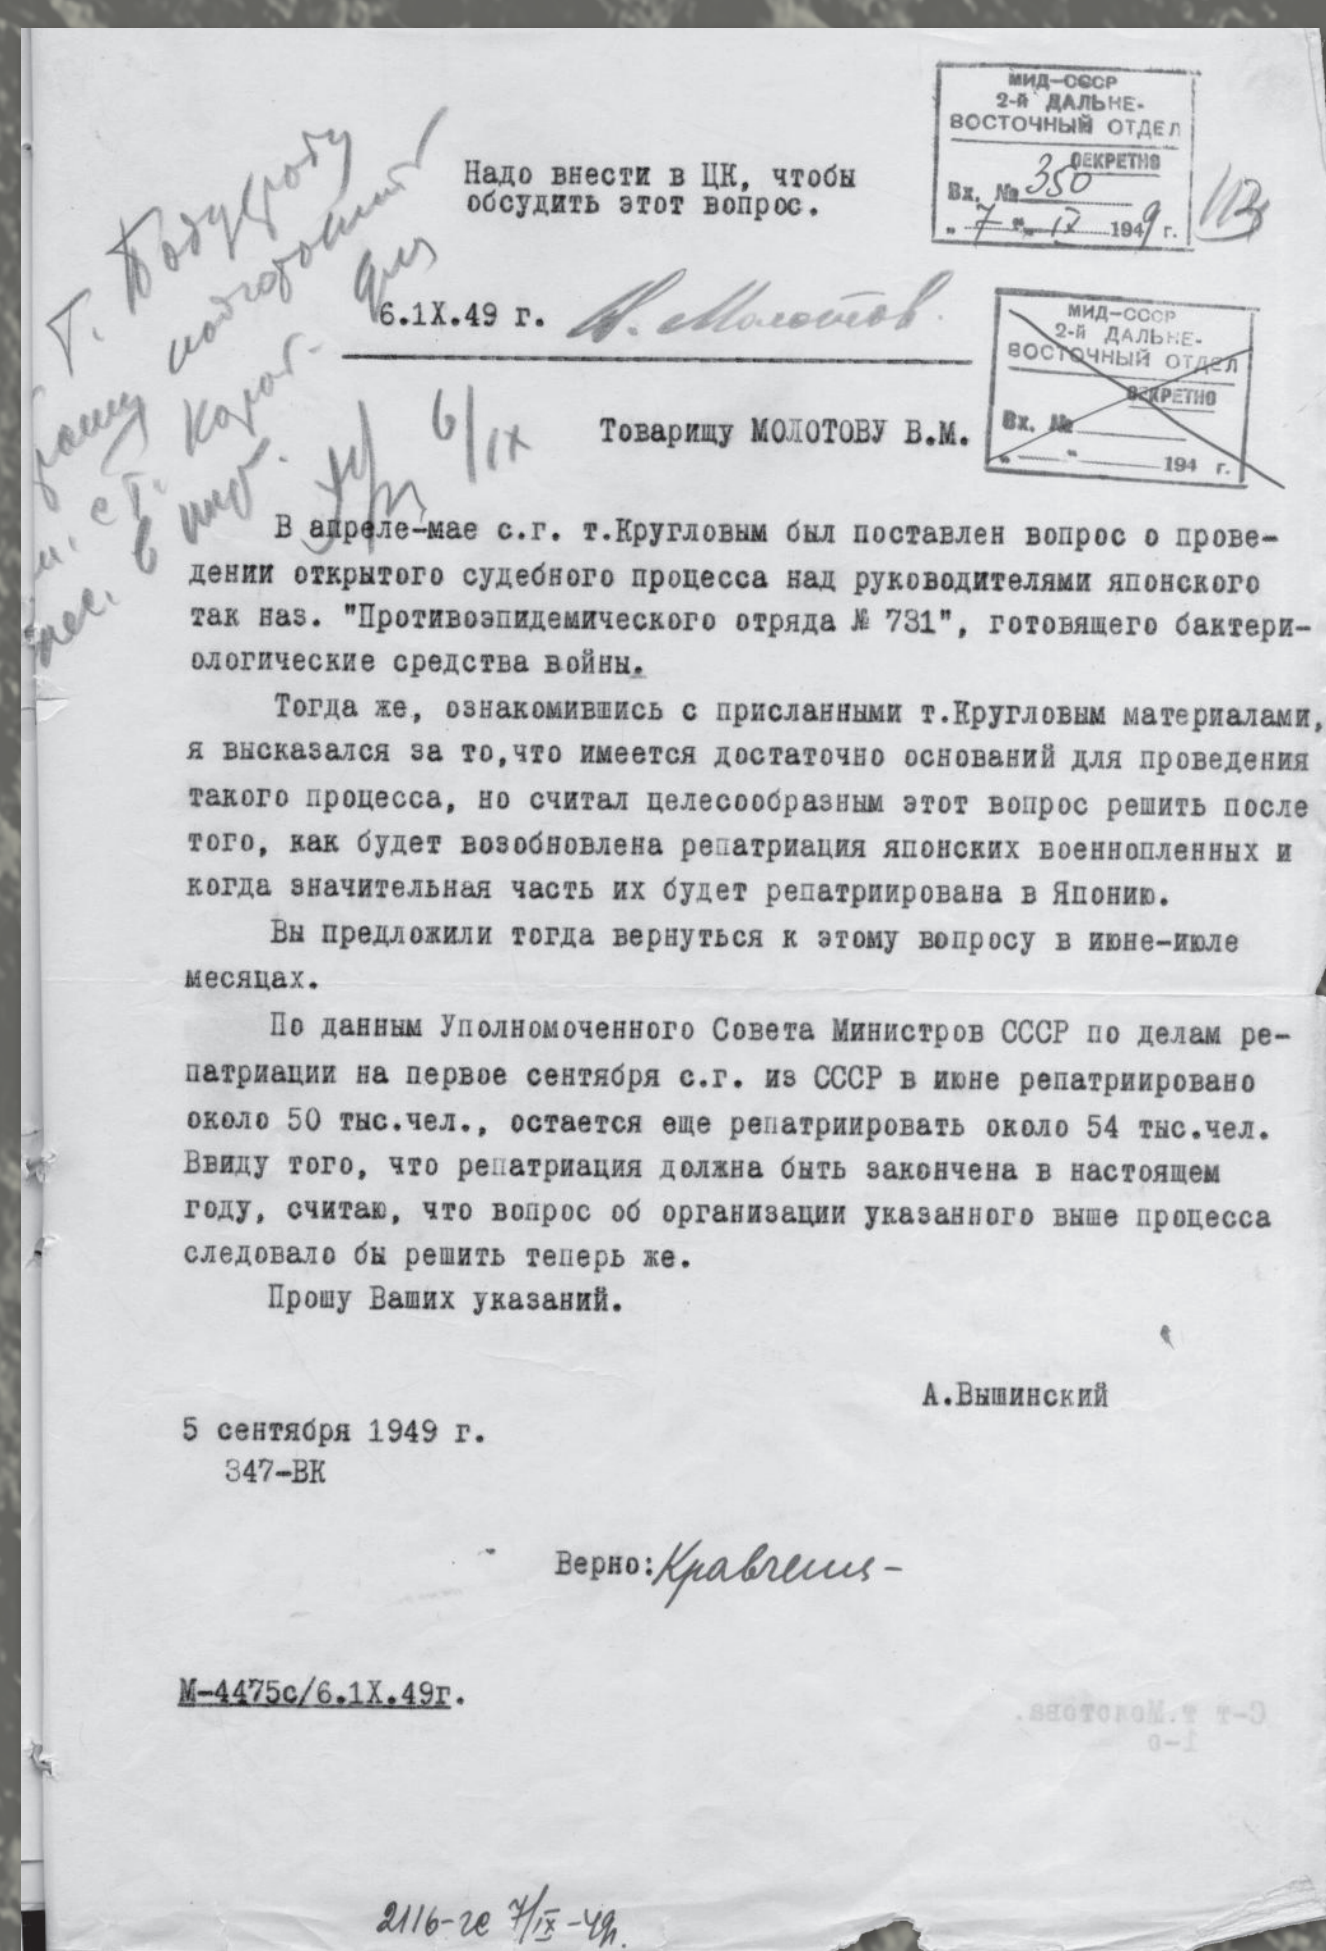 МИД-СССР
2-й ДАЛЬНЕ-
ВОСТОЧНЫЙ ОТДЕЛ
СЕКРЕТНО
Вх. № 350
"7" IX 1949 г.
Надо внести в ЦК, чтобы
обсудить этот вопрос.
6.1X.49 г. В. Молотов.
МИД-СССР
2-й ДАЛЬНЕ-
ВОСТОЧНЫЙ ОТДЕЛ
СЕКРЕТНО
Вх. №
" " 194 г.
6/IX
Товарищу МОЛОТОВУ В.М.
В апреле-мае с.г. т.Кругловым был поставлен вопрос о прове-
дении открытого судебного процесса над руководителями японского
так наз. "Противоэпидемического отряда № 731", готовящего бактери-
ологические средства войны.
Тогда же, ознакомившись с присланными т.Кругловым материалами,
я высказался за то,что имеется достаточно оснований для проведения
такого процесса, но считал целесообразным этот вопрос решить после
того, как будет возобновлена репатриация японских военнопленных и
когда значительная часть их будет репатриирована в Японию.
Вы предложили тогда вернуться к этому вопросу в июне-июле
месяцах.
По данным Уполномоченного Совета Министров СССР по делам ре-
патриации на первое сентября с.г. из СССР в июне репатриировано
около 50 тыс.чел., остается еще репатриировать около 54 тыс.чел.
Ввиду того, что репатриация должна быть закончена в настоящем
году, считаю, что вопрос об организации указанного выше процесса
следовало бы решить теперь же.
Прошу Ваших указаний.
А.Вышинский
5 сентября 1949 г.
347-ВК
Верно:
М-4475с/6.1X.49г.
С-т т.Молотова.
1-о
2116-ге 7/IX-49г.